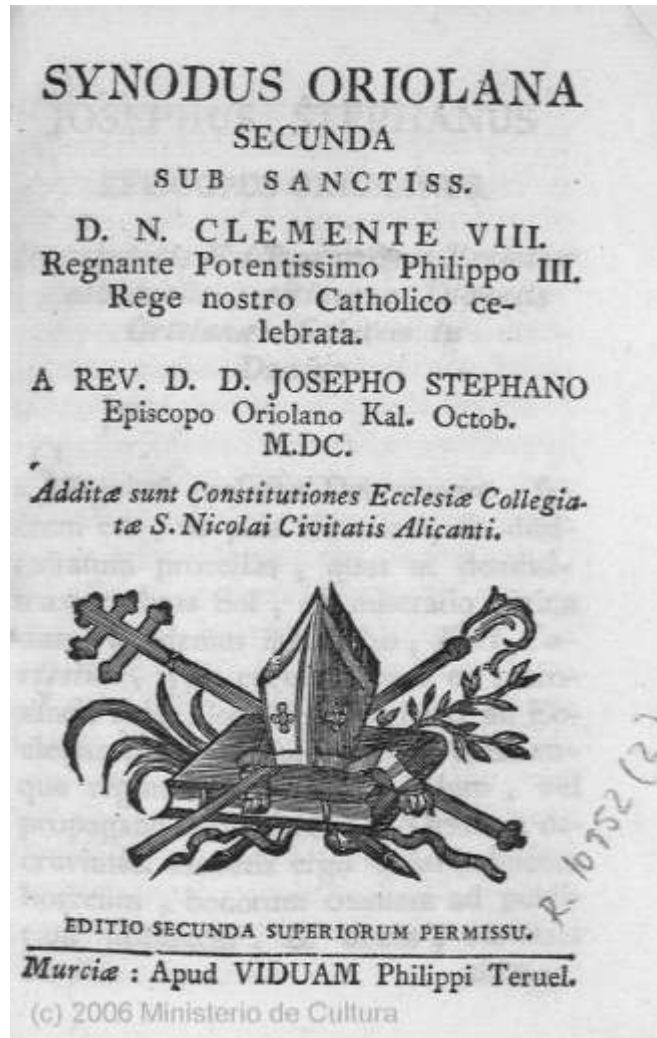 SYNODUS ORIOLANA
SECUNDA
SUB SANCTISS.
D. N. CLEMENTE VIII.
Regnante Potentissimo Philippo III.
Rege nostro Catholico ce-
lebrata.
A REV. D. D. JOSEPHO STEPHANO
Episcopo Oriolano Kal. Octob.
M.DC.
Additæ sunt Constitutiones Ecclesiæ Collegia-
tæ S. Nicolai Civitatis Alicanti.
R 10952 (2)
EDITIO SECUNDA SUPERIORUM PERMISSU.
Murciæ : Apud VIDUAM Philippi Teruel.
(c) 2006 Ministerio de Cultura